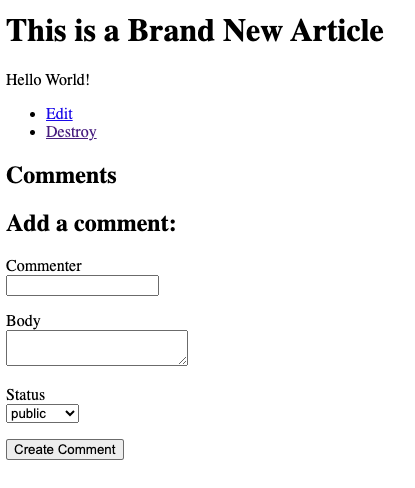 This is a Brand New Article
Hello World!
Edit
Destroy
Comments
Add a comment:
Commenter
Body
Status
public
Create Comment